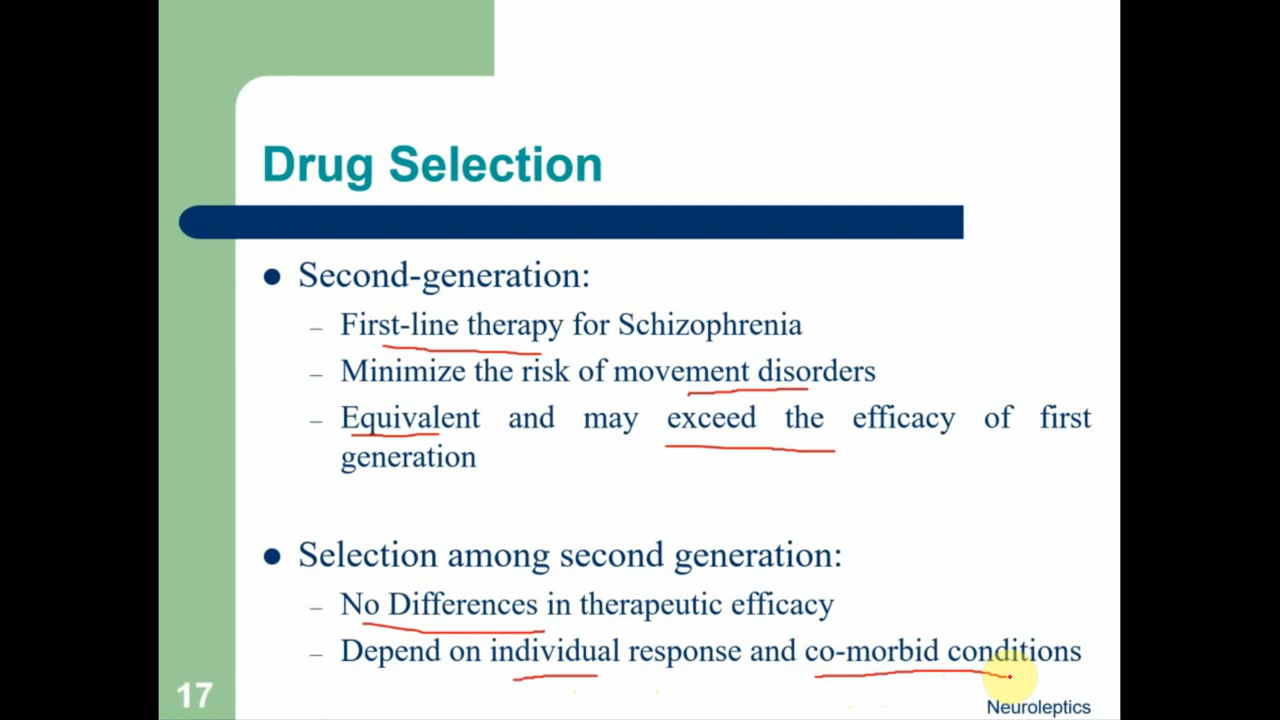 Drug Selection
● Second-generation:
– First-line therapy for Schizophrenia
– Minimize the risk of movement disorders
– Equivalent and may exceed the efficacy of first
generation
● Selection among second generation:
– No Differences in therapeutic efficacy
– Depend on individual response and co-morbid conditions
17
Neuroleptics